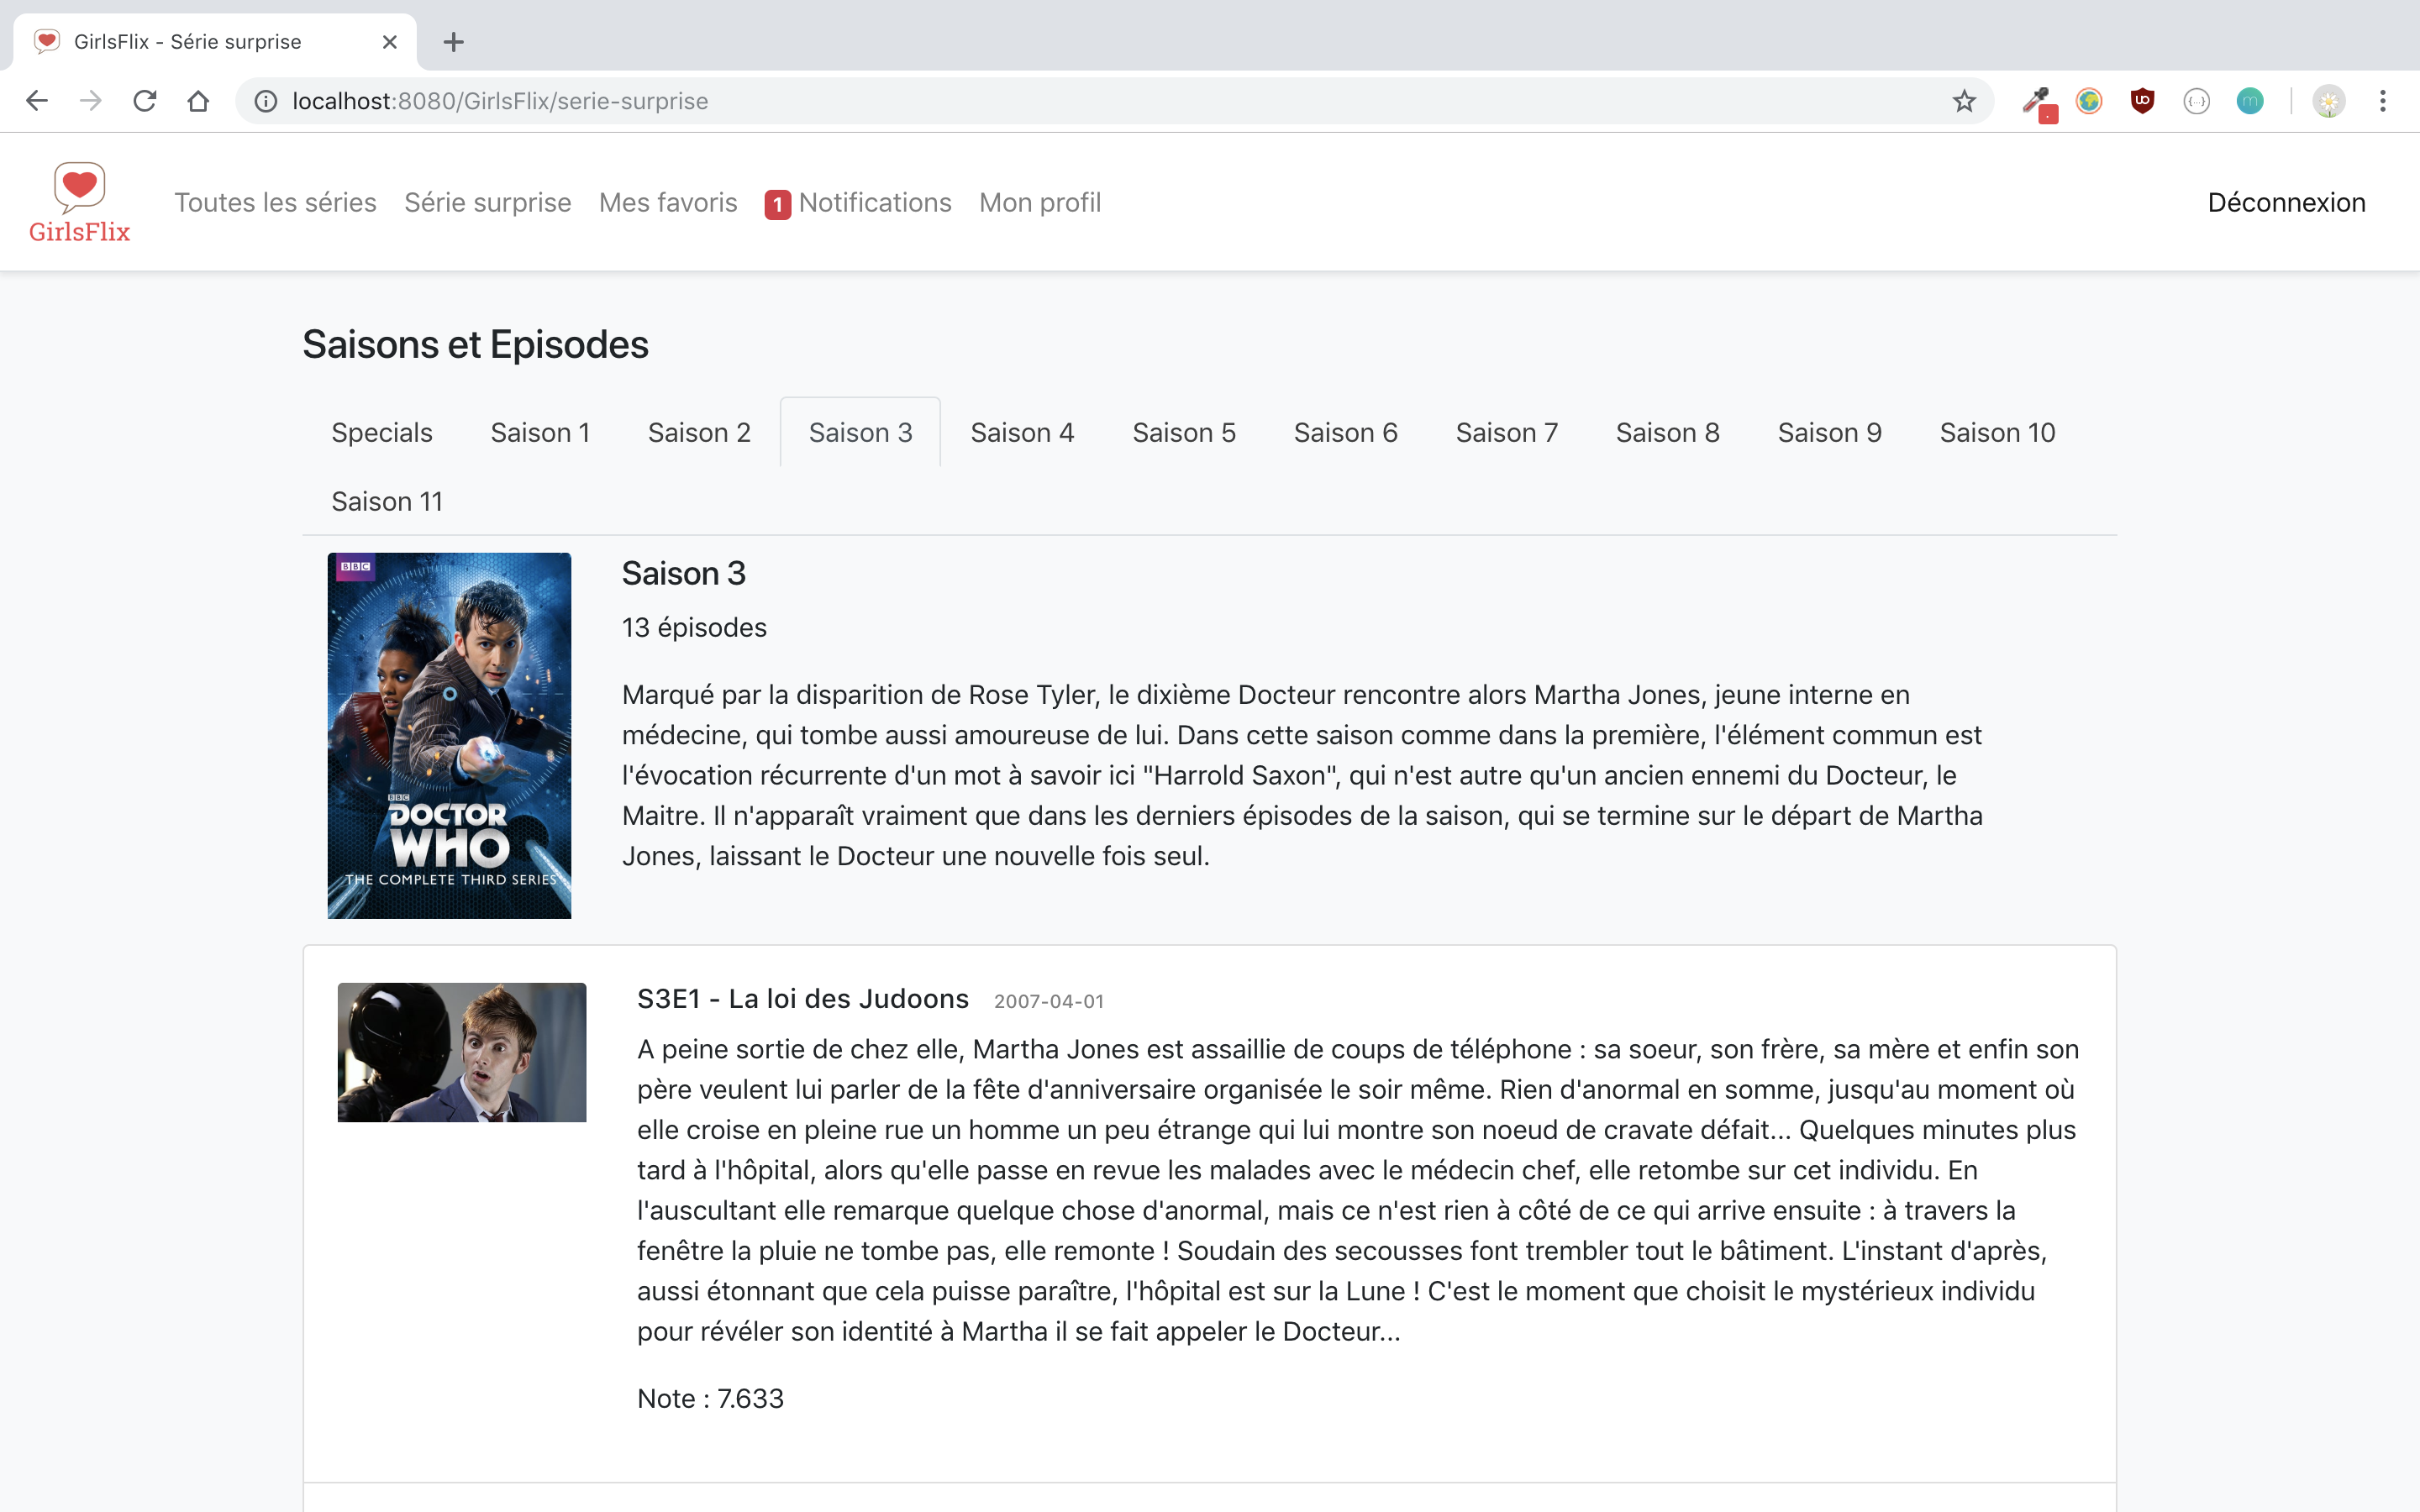 GirlsFlix - Série surprise
localhost:8080/GirlsFlix/serie-surprise
GirlsFlix
Toutes les séries Série surprise Mes favoris 1 Notifications Mon profil Déconnexion
Saisons et Episodes
Specials Saison 1 Saison 2 Saison 3 Saison 4 Saison 5 Saison 6 Saison 7 Saison 8 Saison 9 Saison 10
Saison 11
BBC
BBC
DOCTOR
WHO
THE COMPLETE THIRD SERIES
Saison 3
13 épisodes
Marqué par la disparition de Rose Tyler, le dixième Docteur rencontre alors Martha Jones, jeune interne en
médecine, qui tombe aussi amoureuse de lui. Dans cette saison comme dans la première, l'élément commun est
l'évocation récurrente d'un mot à savoir ici "Harrold Saxon", qui n'est autre qu'un ancien ennemi du Docteur, le
Maitre. Il n'apparaît vraiment que dans les derniers épisodes de la saison, qui se termine sur le départ de Martha
Jones, laissant le Docteur une nouvelle fois seul.
S3E1 - La loi des Judoons 2007-04-01
A peine sortie de chez elle, Martha Jones est assaillie de coups de téléphone : sa soeur, son frère, sa mère et enfin son
père veulent lui parler de la fête d'anniversaire organisée le soir même. Rien d'anormal en somme, jusqu'au moment où
elle croise en pleine rue un homme un peu étrange qui lui montre son noeud de cravate défait... Quelques minutes plus
tard à l'hôpital, alors qu'elle passe en revue les malades avec le médecin chef, elle retombe sur cet individu. En
l'auscultant elle remarque quelque chose d'anormal, mais ce n'est rien à côté de ce qui arrive ensuite : à travers la
fenêtre la pluie ne tombe pas, elle remonte ! Soudain des secousses font trembler tout le bâtiment. L'instant d'après,
aussi étonnant que cela puisse paraître, l'hôpital est sur la Lune ! C'est le moment que choisit le mystérieux individu
pour révéler son identité à Martha il se fait appeler le Docteur...
Note : 7.633